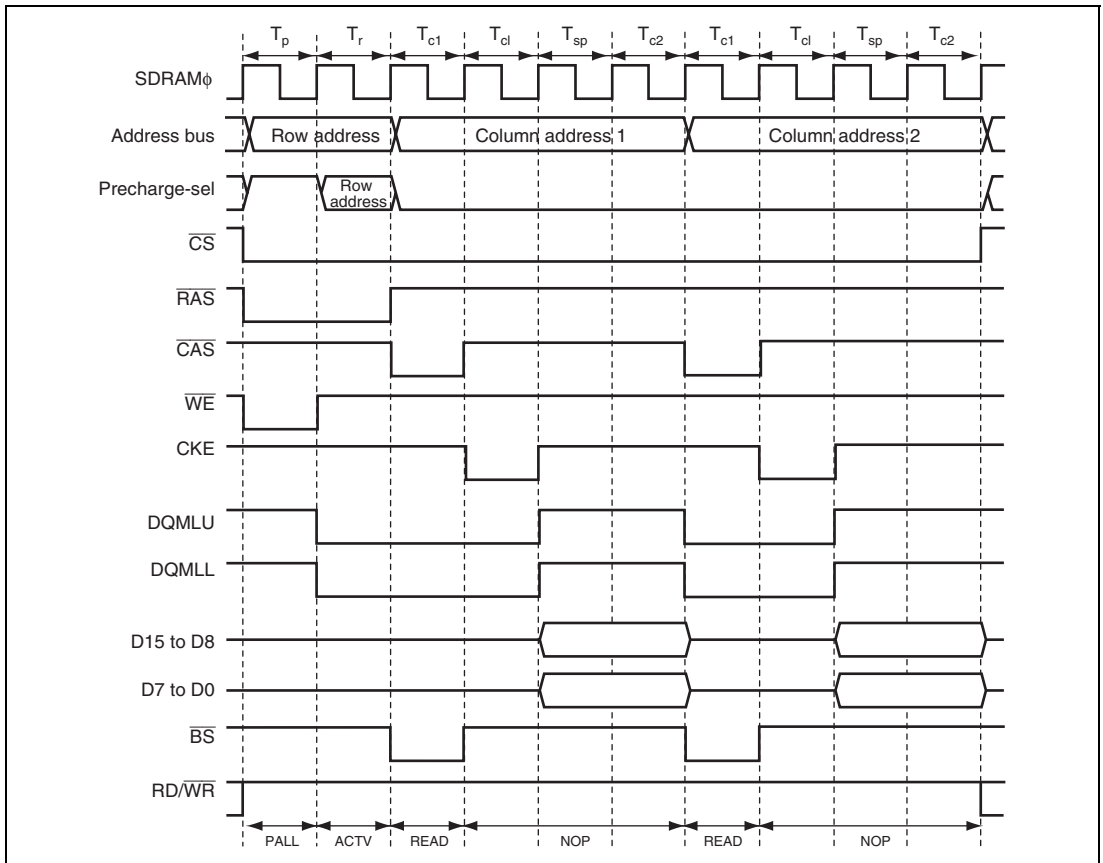 Tp Tr Tc1 Tcl Tsp Tc2 Tc1 Tcl Tsp Tc2
SDRAMϕ
Address bus Row address Column address 1 Column address 2
Precharge-sel Row address
CS
RAS
CAS
WE
CKE
DQMLU
DQMLL
D15 to D8
D7 to D0
BS
RD/WR
PALL ACTV READ NOP READ NOP